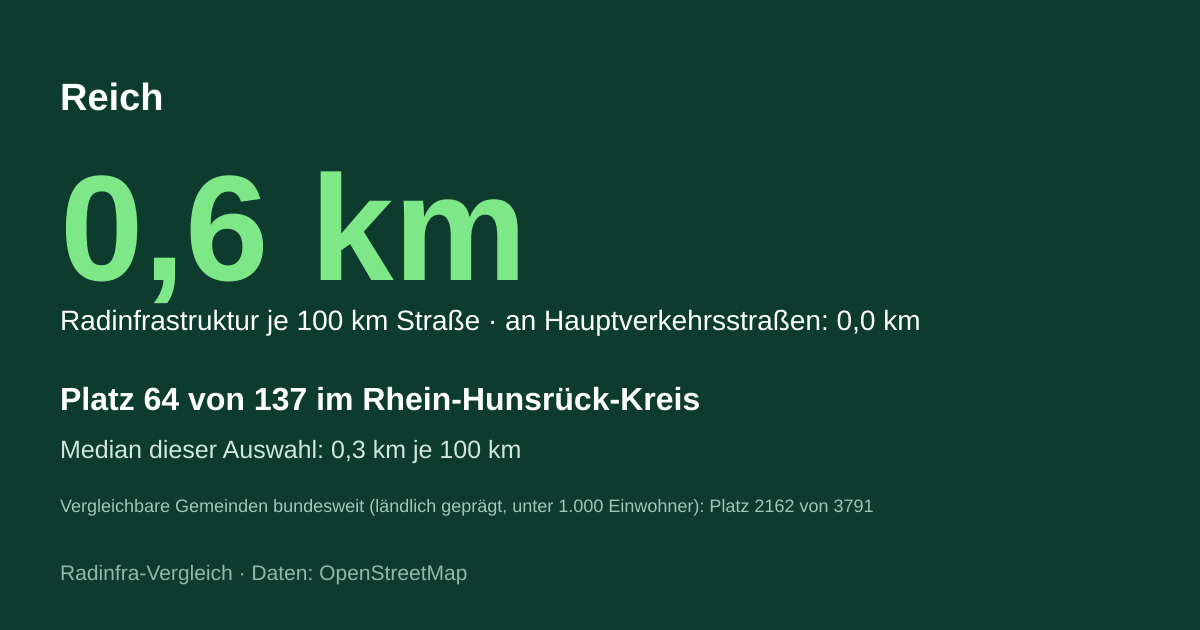 Reich
0,6 km
Radinfrastruktur je 100 km Straße · an Hauptverkehrsstraßen: 0,0 km
Platz 64 von 137 im Rhein-Hunsrück-Kreis
Median dieser Auswahl: 0,3 km je 100 km
Vergleichbare Gemeinden bundesweit (ländlich geprägt, unter 1.000 Einwohner): Platz 2162 von 3791
Radinfra-Vergleich · Daten: OpenStreetMap